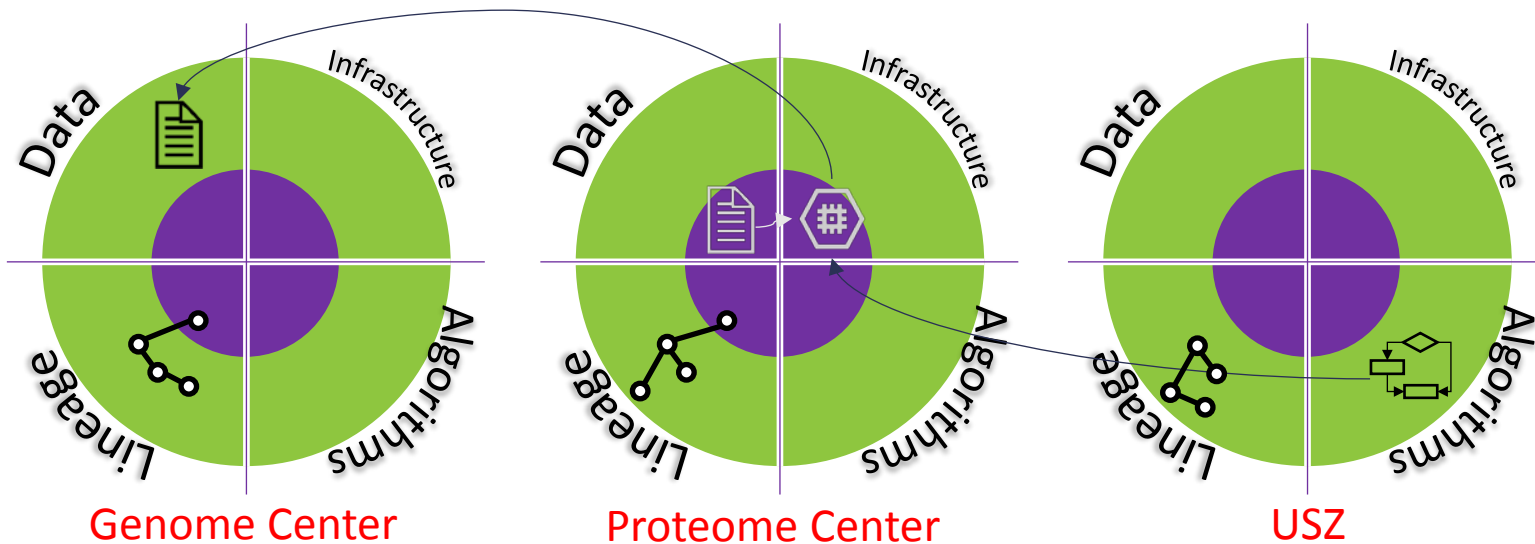 Data
Infrastructure
Lineage
Algorithms
Genome Center
Data
Infrastructure
Lineage
Algorithms
Proteome Center
Data
Infrastructure
Lineage
Algorithms
USZ